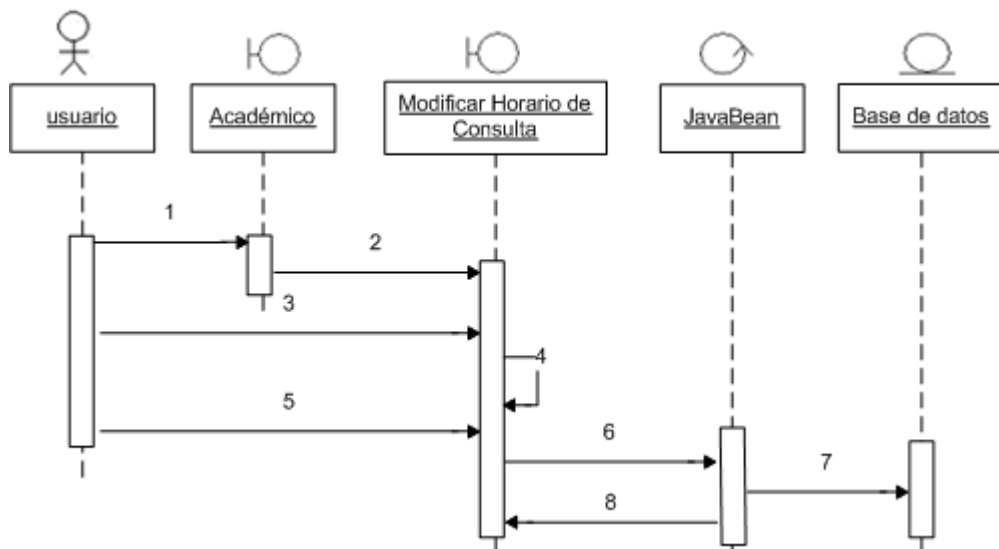 usuario
Académico
Modificar Horario de
Consulta
JavaBean
Base de datos
1
2
3
4
5
6
7
8